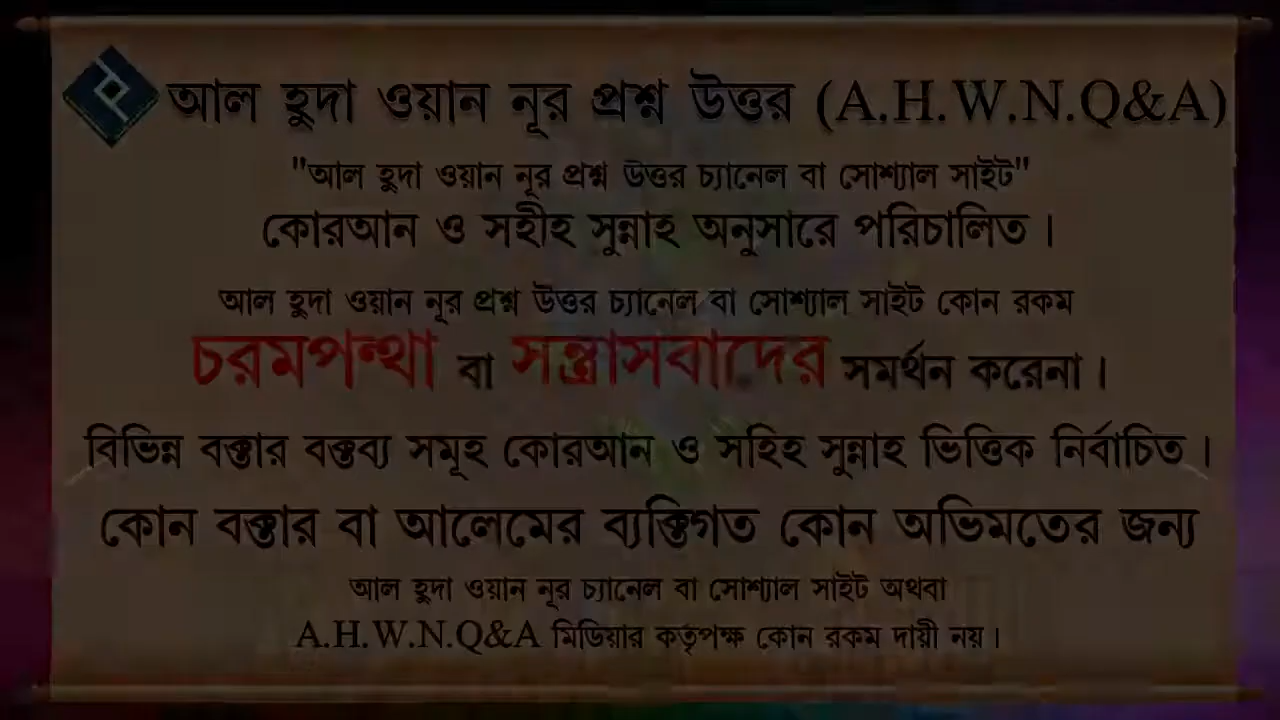 আল হুদা ওয়ান নূর প্রশ্ন উত্তর (A.H.W.N.Q&A)
"আল হুদা ওয়ান নূর প্রশ্ন উত্তর চ্যানেল বা সোশ্যাল সাইট"
কোরআন ও সহীহ সুন্নাহ অনুসারে পরিচালিত।
আল হুদা ওয়ান নূর প্রশ্ন উত্তর চ্যানেল বা সোশ্যাল সাইট কোন রকম
চরমপন্থা বা সন্ত্রাসবাদের সমর্থন করেনা।
বিভিন্ন বক্তার বক্তব্য সমূহ কোরআন ও সহিহ সুন্নাহ ভিত্তিক নির্বাচিত।
কোন বক্তার বা আলেমের ব্যক্তিগত কোন অভিমতের জন্য
আল হুদা ওয়ান নূর চ্যানেল বা সোশ্যাল সাইট অথবা
A.H.W.N.Q&A মিডিয়ার কর্তৃপক্ষ কোন রকম দায়ী নয়।